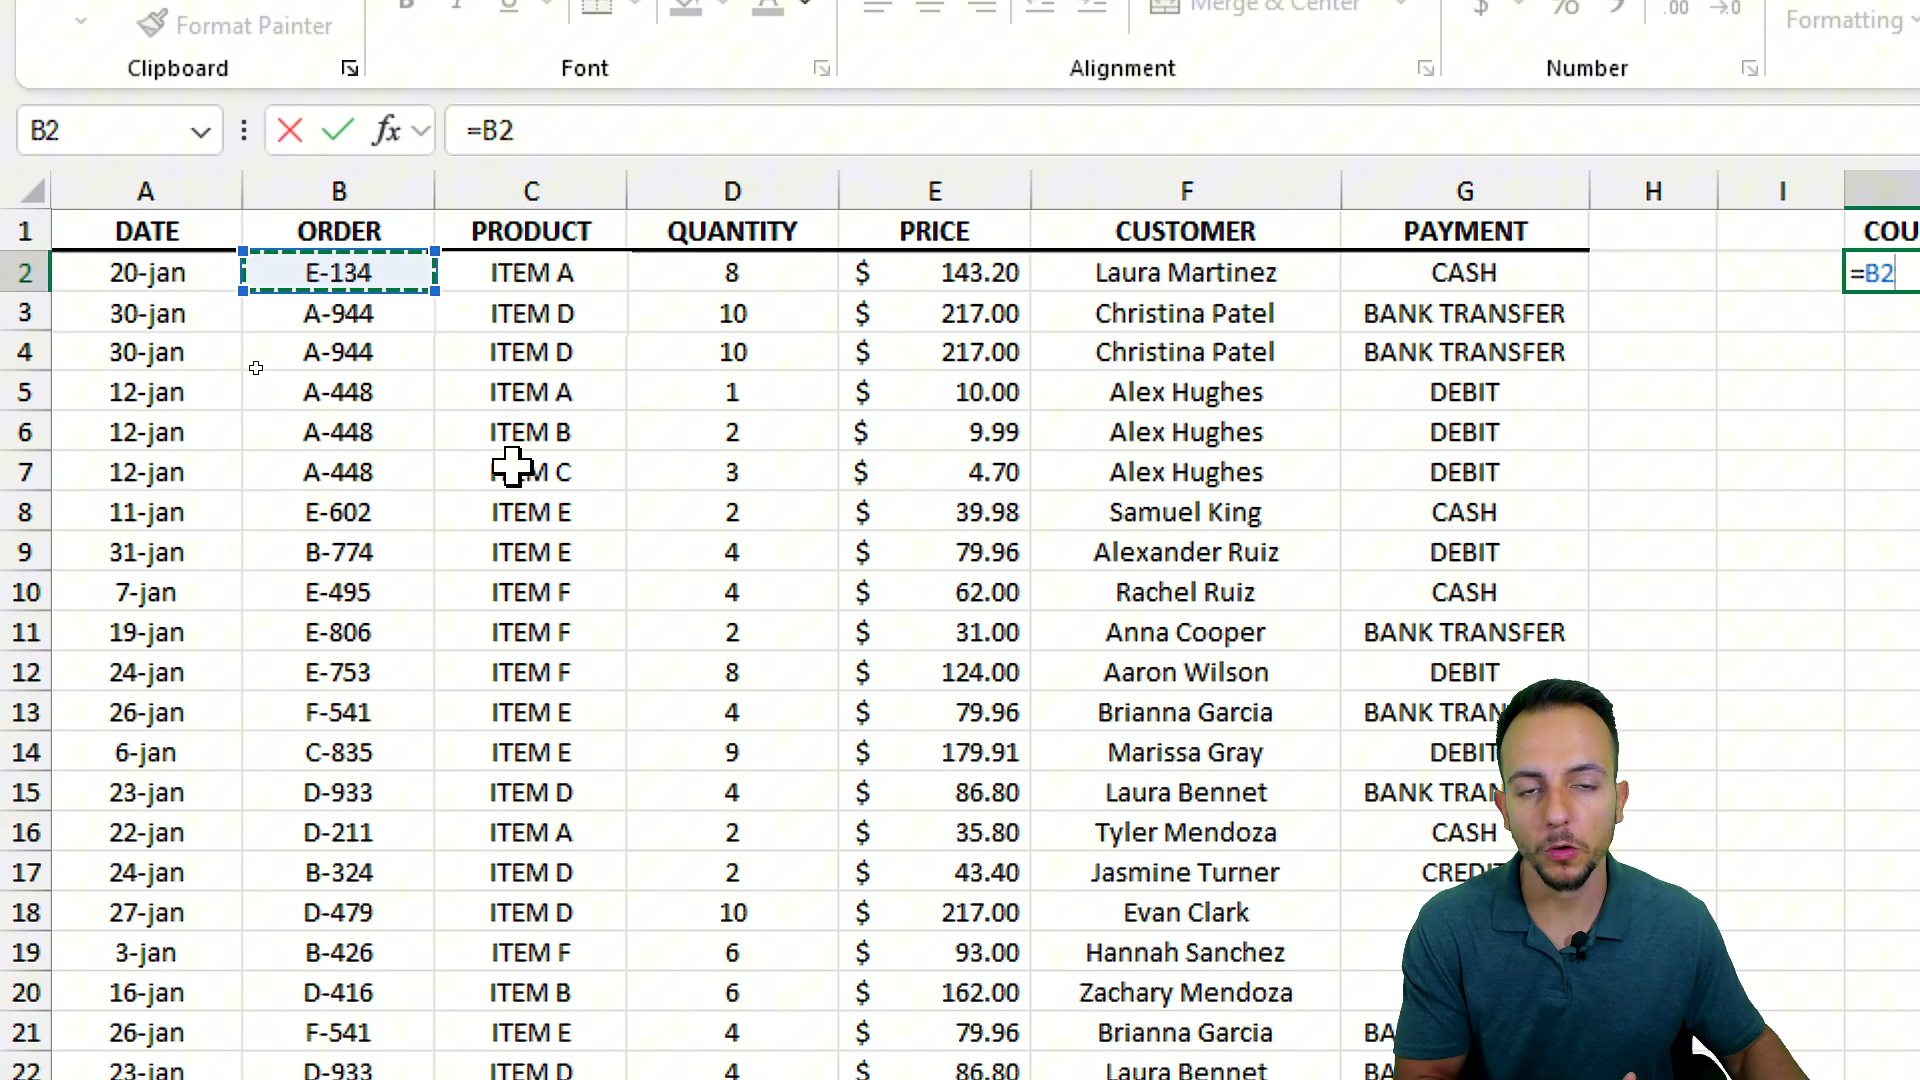 B I U Merge & Center $ % .00
Format Painter Formatting
Clipboard Font Alignment Number
B2 fx =B2
A B C D E F G H I
1 DATE ORDER PRODUCT QUANTITY PRICE CUSTOMER PAYMENT COU
2 20-jan E-134 ITEM A 8 $ 143.20 Laura Martinez CASH =B2
3 30-jan A-944 ITEM D 10 $ 217.00 Christina Patel BANK TRANSFER
4 30-jan A-944 ITEM D 10 $ 217.00 Christina Patel BANK TRANSFER
5 12-jan A-448 ITEM A 1 $ 10.00 Alex Hughes DEBIT
6 12-jan A-448 ITEM B 2 $ 9.99 Alex Hughes DEBIT
7 12-jan A-448 ITEM C 3 $ 4.70 Alex Hughes DEBIT
8 11-jan E-602 ITEM E 2 $ 39.98 Samuel King CASH
9 31-jan B-774 ITEM E 4 $ 79.96 Alexander Ruiz DEBIT
10 7-jan E-495 ITEM F 4 $ 62.00 Rachel Ruiz CASH
11 19-jan E-806 ITEM F 2 $ 31.00 Anna Cooper BANK TRANSFER
12 24-jan E-753 ITEM F 8 $ 124.00 Aaron Wilson DEBIT
13 26-jan F-541 ITEM E 4 $ 79.96 Brianna Garcia BANK TRAN
14 6-jan C-835 ITEM E 9 $ 179.91 Marissa Gray DEBIT
15 23-jan D-933 ITEM D 4 $ 86.80 Laura Bennet BANK TRAN
16 22-jan D-211 ITEM A 2 $ 35.80 Tyler Mendoza CASH
17 24-jan B-324 ITEM D 2 $ 43.40 Jasmine Turner CREDIT
18 27-jan D-479 ITEM D 10 $ 217.00 Evan Clark
19 3-jan B-426 ITEM F 6 $ 93.00 Hannah Sanchez
20 16-jan D-416 ITEM B 6 $ 162.00 Zachary Mendoza
21 26-jan F-541 ITEM E 4 $ 79.96 Brianna Garcia BA
22 23-jan D-933 ITEM D 4 $ 86.80 Laura Bennet BA